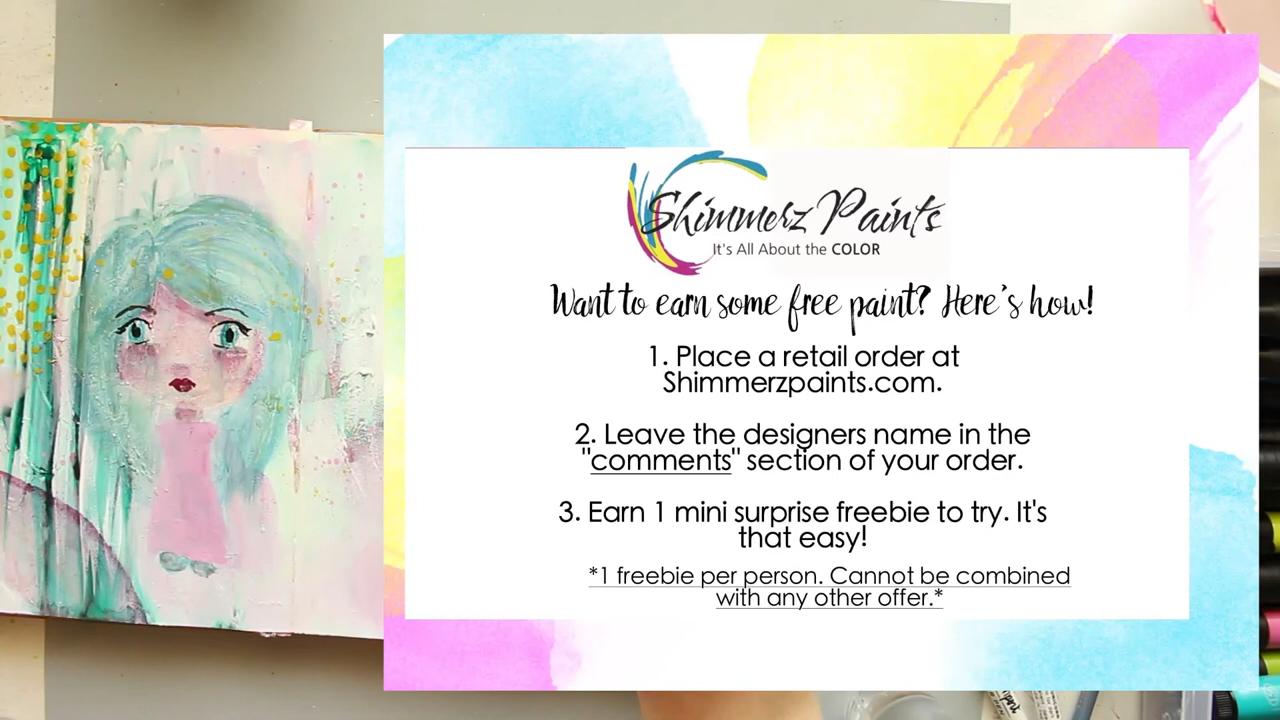 Shimmerz Paints
It's All About the COLOR
Want to earn some free paint? Here's how!
1. Place a retail order at
Shimmerzpaints.com.
2. Leave the designers name in the
"comments" section of your order.
3. Earn 1 mini surprise freebie to try. It's
that easy!
*1 freebie per person. Cannot be combined
with any other offer.*